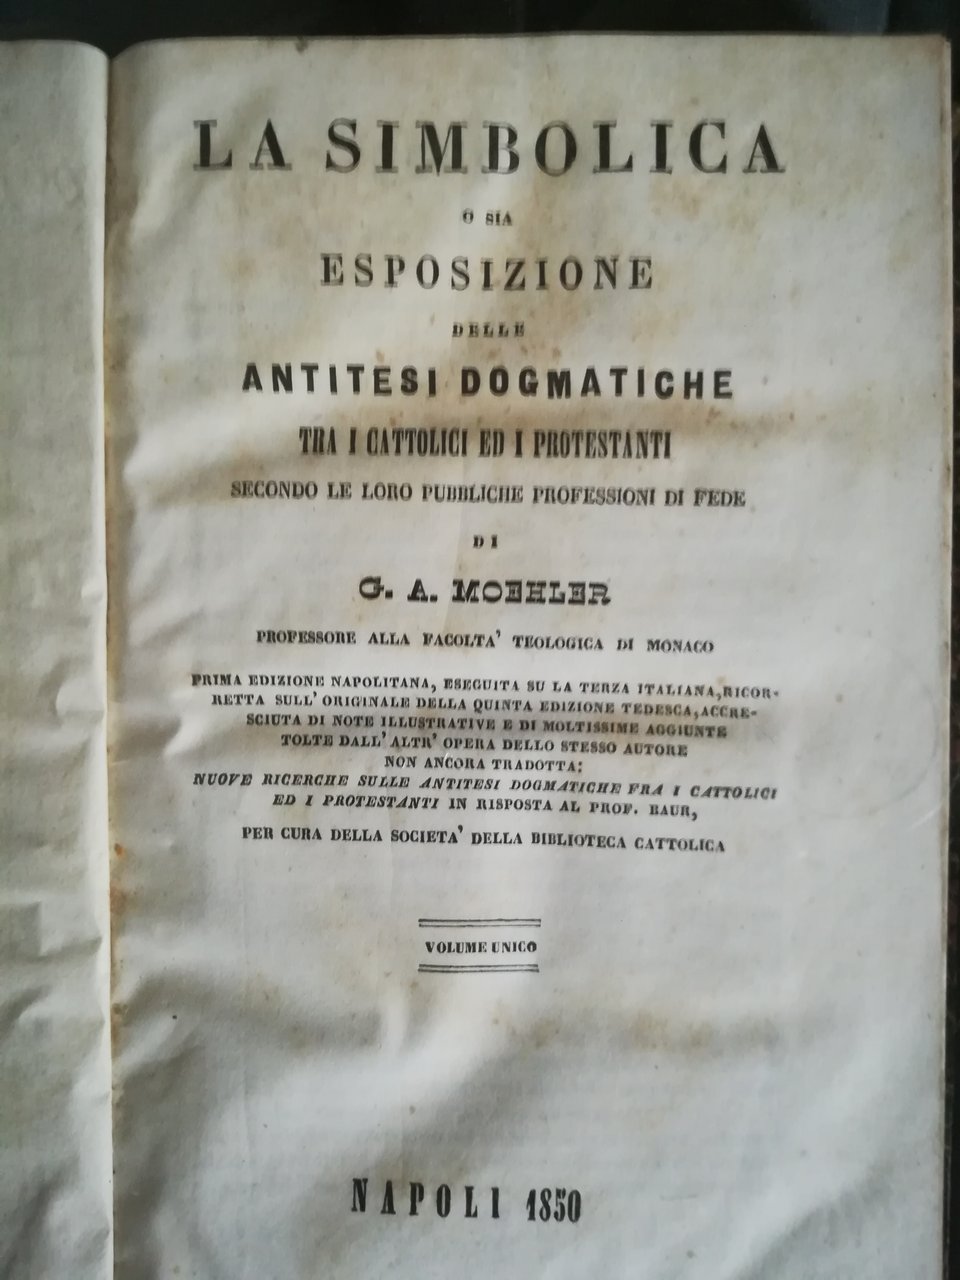 LA SIMBOLICA
O SIA
ESPOSIZIONE
DELLE
ANTITESI DOGMATICHE
TRA I CATTOLICI ED I PROTESTANTI
SECONDO LE LORO PUBBLICHE PROFESSIONI DI FEDE
DI
G. A. MOEHLER
PROFESSORE ALLA FACOLTA' TEOLOGICA DI MONACO
PRIMA EDIZIONE NAPOLITANA, ESEGUITA SU LA TERZA ITALIANA, RICOR-
RETTA SULL' ORIGINALE DELLA QUINTA EDIZIONE TEDESCA, ACCRE-
SCIUTA DI NOTE ILLUSTRATIVE E DI MOLTISSIME AGGIUNTE
TOLTE DALL' ALTR' OPERA DELLO STESSO AUTORE
NON ANCORA TRADOTTA:
NUOVE RICERCHE SULLE ANTITESI DOGMATICHE FRA I CATTOLICI
ED I PROTESTANTI IN RISPOSTA AL PROF. BAUR,
PER CURA DELLA SOCIETA' DELLA BIBLIOTECA CATTOLICA
VOLUME UNICO
NAPOLI 1850